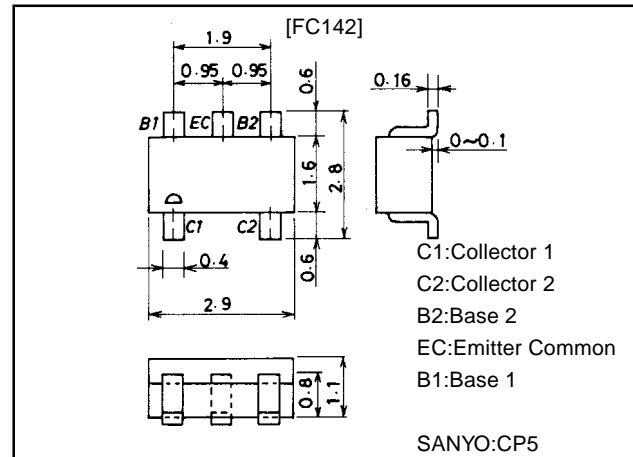 [FC142]
1.9
0.95 0.95
0.6
0.16
B1 EC B2
0~0.1
1.6
2.8
C1 C2
0.6
0.4
2.9
C1:Collector 1
C2:Collector 2
B2:Base 2
EC:Emitter Common
B1:Base 1
0.8
1.1
SANYO:CP5